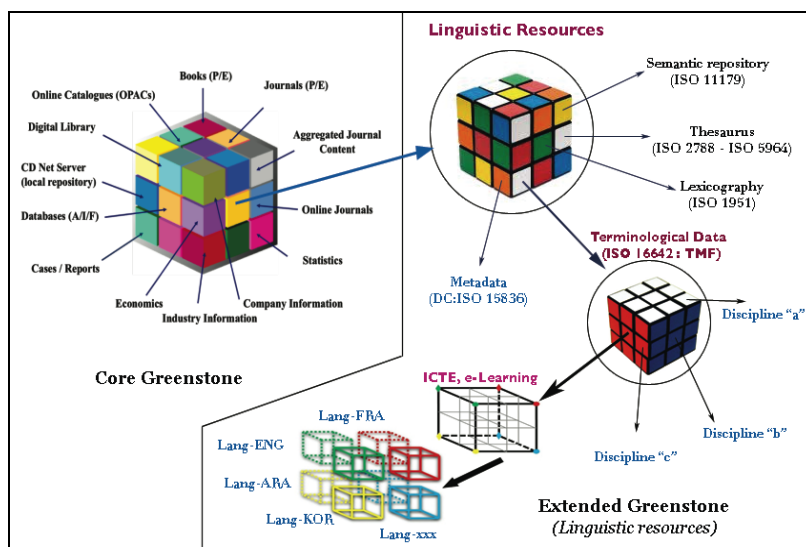 Linguistic Resources
Books (P/E)
Journals (P/E)
Online Catalogues (OPACs)
Digital Library
Aggregated Journal
Content
CD Net Server
(local repository)
Databases (A/I/F)
Online Journals
Cases / Reports
Statistics
Economics
Company Information
Industry Information
Core Greenstone
Semantic repository
(ISO 11179)
Thesaurus
(ISO 2788 - ISO 5964)
Lexicography
(ISO 1951)
Terminological Data
(ISO 16642 : TMF)
Metadata
(DC:ISO 15836)
Discipline “a”
Discipline “b”
Discipline “c”
ICTE, e-Learning
Lang-FRA
Lang-ENG
Lang-ARA
Lang-KOR
Lang-xxx
Extended Greenstone
(Linguistic resources)